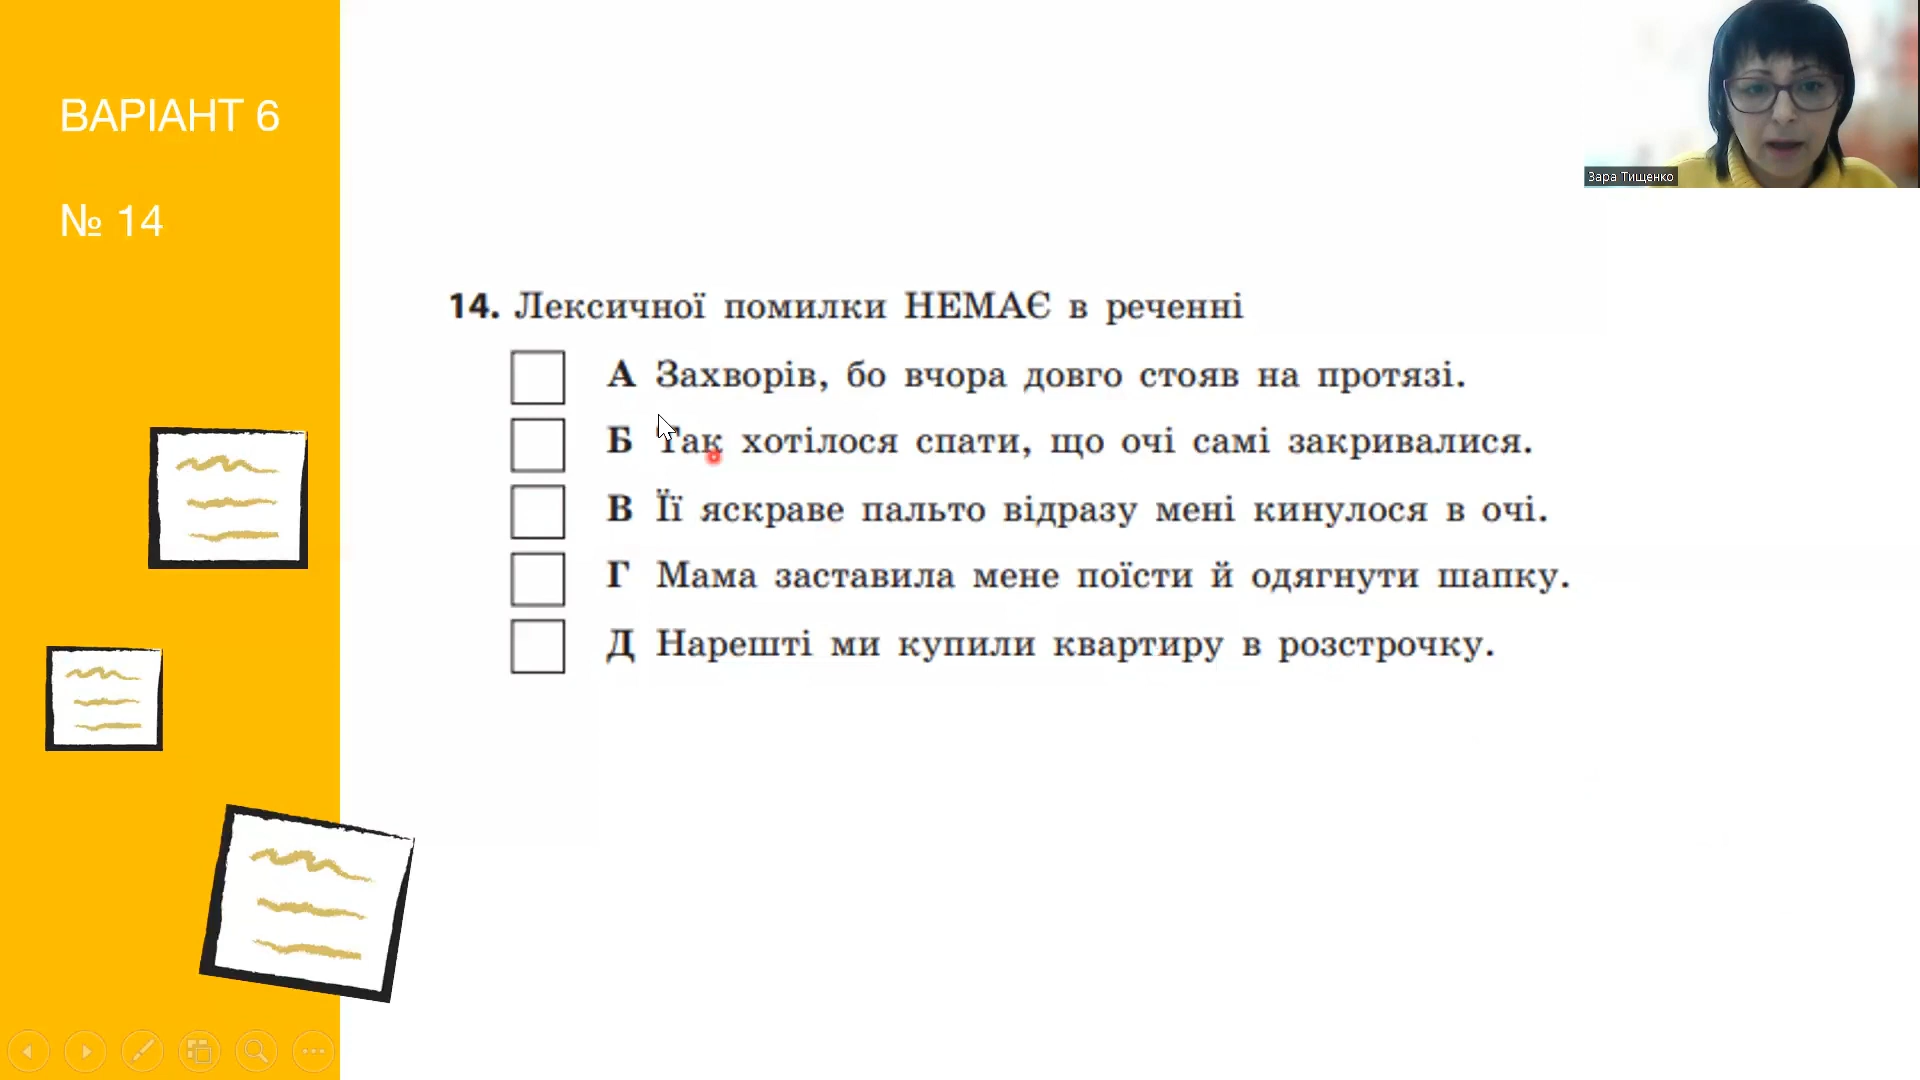 ВАРІАНТ 6
№ 14
Зара Тищенко
14. Лексичної помилки НЕМАЄ в реченні
А Захворів, бо вчора довго стояв на протязі.
Б Так хотілося спати, що очі самі закривалися.
В Її яскраве пальто відразу мені кинулося в очі.
Г Мама заставила мене поїсти й одягнути шапку.
Д Нарешті ми купили квартиру в розстрочку.